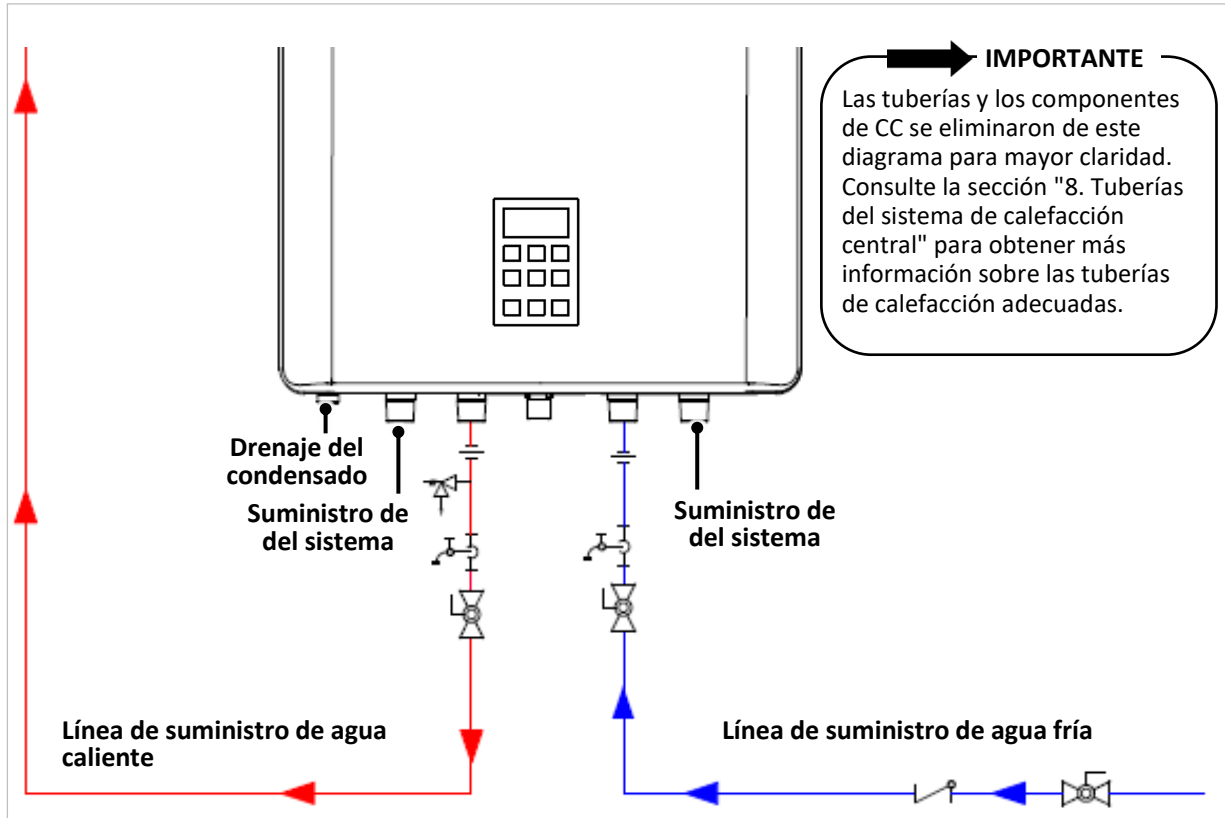 IMPORTANTE
Las tuberías y los componentes
de CC se eliminaron de este
diagrama para mayor claridad.
Consulte la sección "8. Tuberías
del sistema de calefacción
central" para obtener más
información sobre las tuberías
de calefacción adecuadas.
Drenaje del
condensado
Suministro de
del sistema
Suministro de
del sistema
Línea de suministro de agua
caliente
Línea de suministro de agua fría